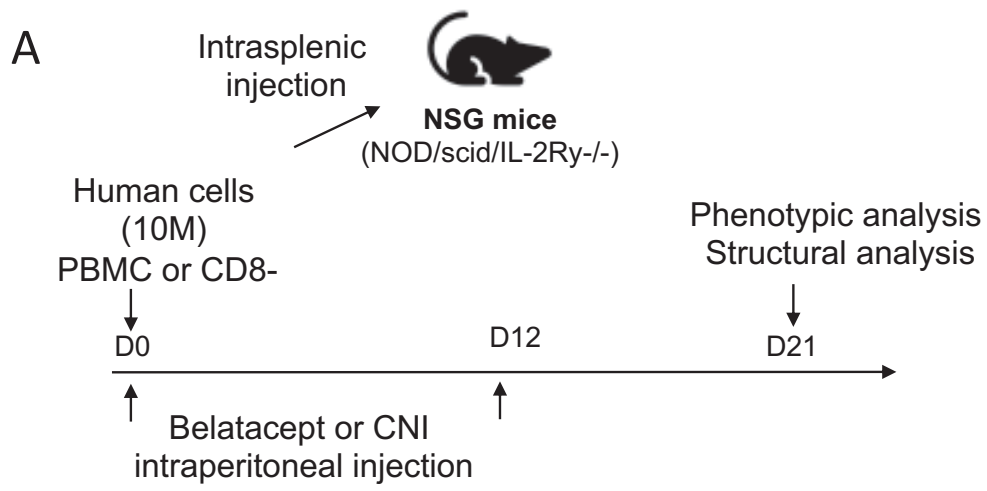 A
Intrasplenic
injection
NSG mice
(NOD/scid/IL-2Ry-/-)
Human cells
(10M)
PBMC or CD8-
Phenotypic analysis
Structural analysis
D0
D12
D21
Belatacept or CNI
intraperitoneal injection